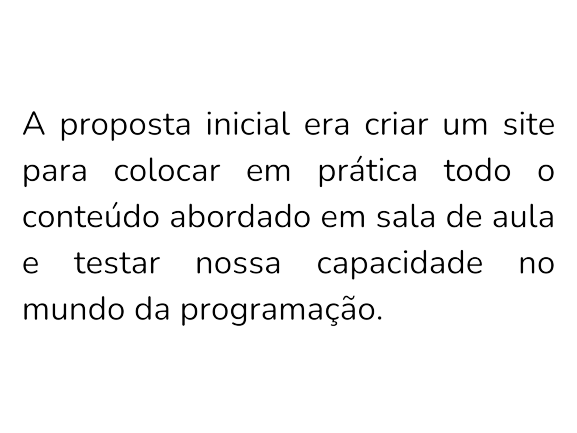 A proposta inicial era criar um site
para colocar em prática todo o
conteúdo abordado em sala de aula
e testar nossa capacidade no
mundo da programação.